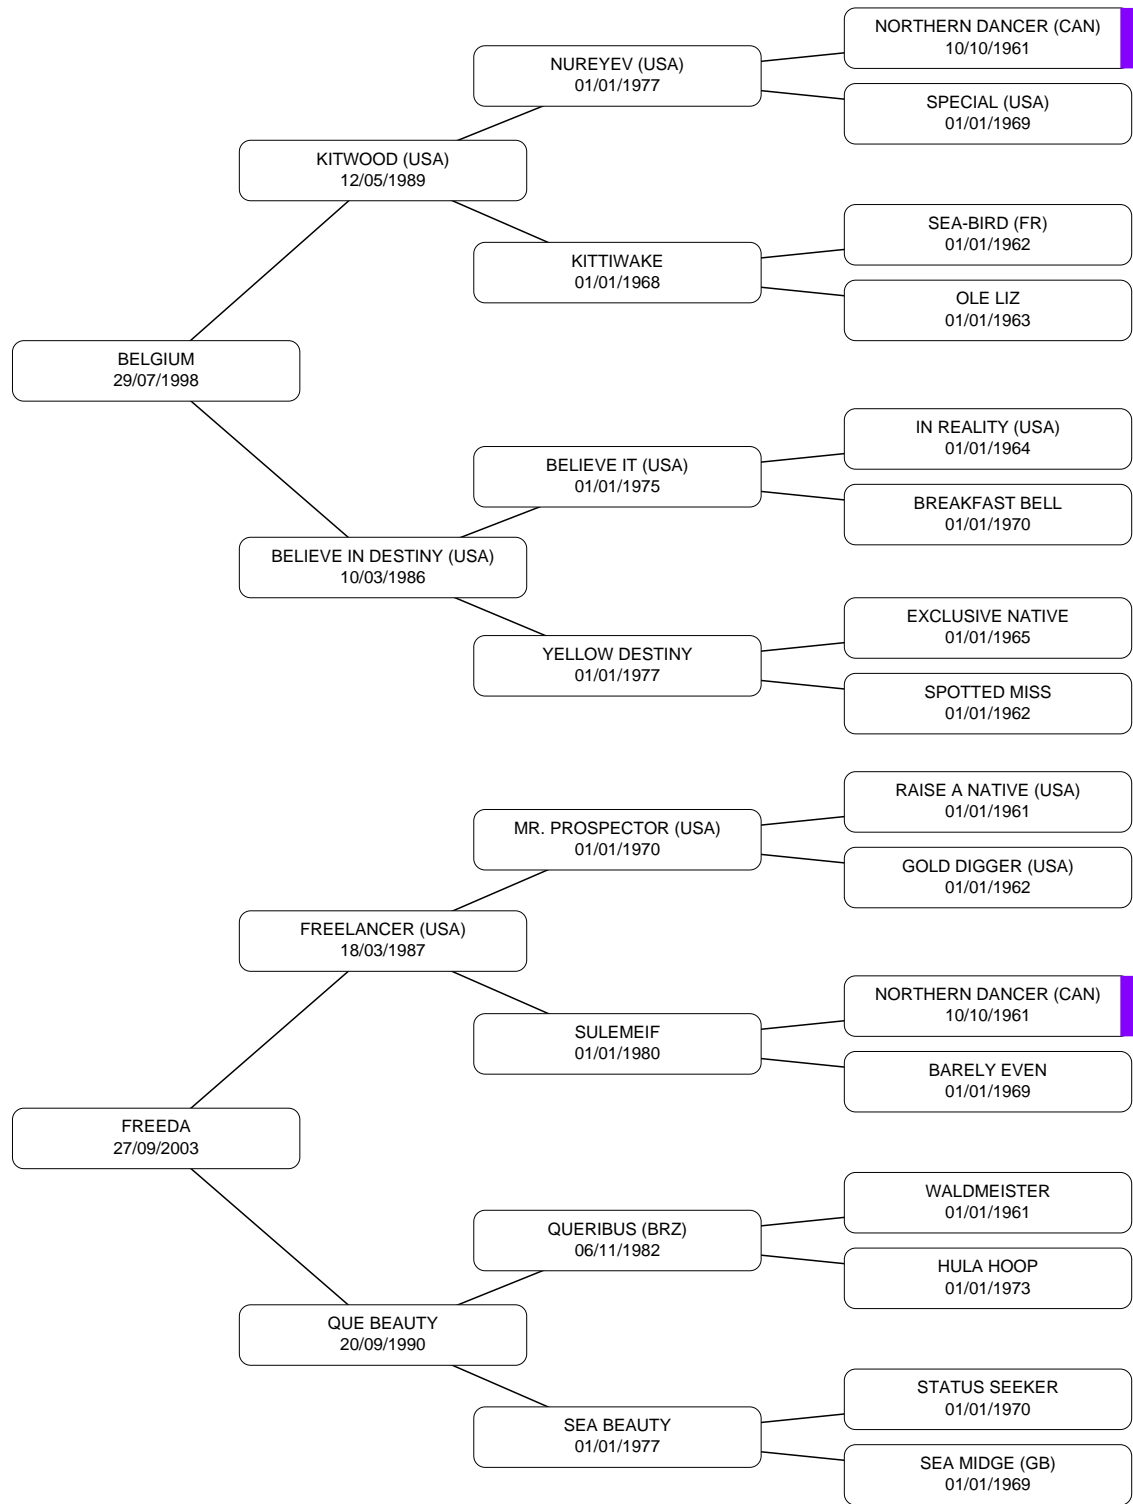 NORTHERN DANCER (CAN)
10/10/1961
NUREYEV (USA)
01/01/1977
SPECIAL (USA)
01/01/1969
KITWOOD (USA)
12/05/1989
SEA-BIRD (FR)
01/01/1962
KITTIWAKE
01/01/1968
OLE LIZ
01/01/1963
BELGIUM
29/07/1998
IN REALITY (USA)
01/01/1964
BELIEVE IT (USA)
01/01/1975
BREAKFAST BELL
01/01/1970
BELIEVE IN DESTINY (USA)
10/03/1986
EXCLUSIVE NATIVE
01/01/1965
YELLOW DESTINY
01/01/1977
SPOTTED MISS
01/01/1962
RAISE A NATIVE (USA)
01/01/1961
MR. PROSPECTOR (USA)
01/01/1970
GOLD DIGGER (USA)
01/01/1962
FREELANCER (USA)
18/03/1987
NORTHERN DANCER (CAN)
10/10/1961
SULEMEIF
01/01/1980
BARELY EVEN
01/01/1969
FREEDA
27/09/2003
WALDMEISTER
01/01/1961
QUERIBUS (BRZ)
06/11/1982
HULA HOOP
01/01/1973
QUE BEAUTY
20/09/1990
STATUS SEEKER
01/01/1970
SEA BEAUTY
01/01/1977
SEA MIDGE (GB)
01/01/1969